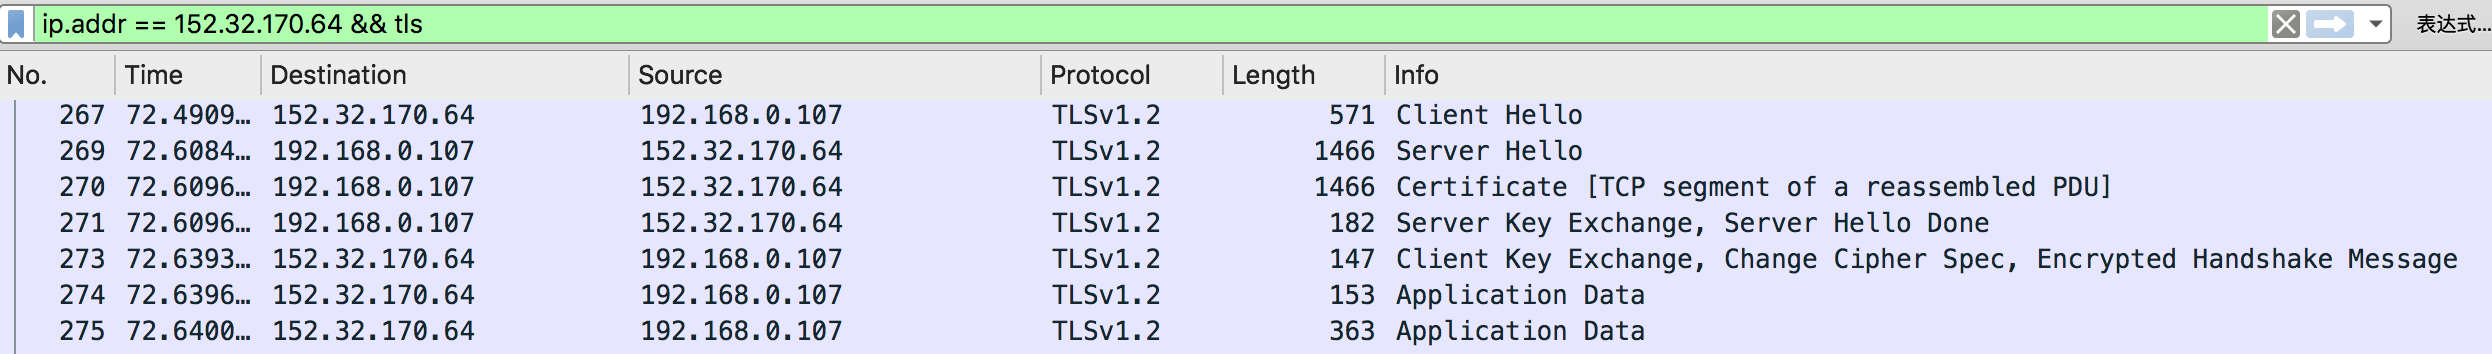 ip.addr == 152.32.170.64 && tls 表达式…
No. Time Destination Source Protocol Length Info
267 72.4909… 152.32.170.64 192.168.0.107 TLSv1.2 571 Client Hello
269 72.6084… 192.168.0.107 152.32.170.64 TLSv1.2 1466 Server Hello
270 72.6096… 192.168.0.107 152.32.170.64 TLSv1.2 1466 Certificate [TCP segment of a reassembled PDU]
271 72.6096… 192.168.0.107 152.32.170.64 TLSv1.2 182 Server Key Exchange, Server Hello Done
273 72.6393… 152.32.170.64 192.168.0.107 TLSv1.2 147 Client Key Exchange, Change Cipher Spec, Encrypted Handshake Message
274 72.6396… 152.32.170.64 192.168.0.107 TLSv1.2 153 Application Data
275 72.6400… 152.32.170.64 192.168.0.107 TLSv1.2 363 Application Data